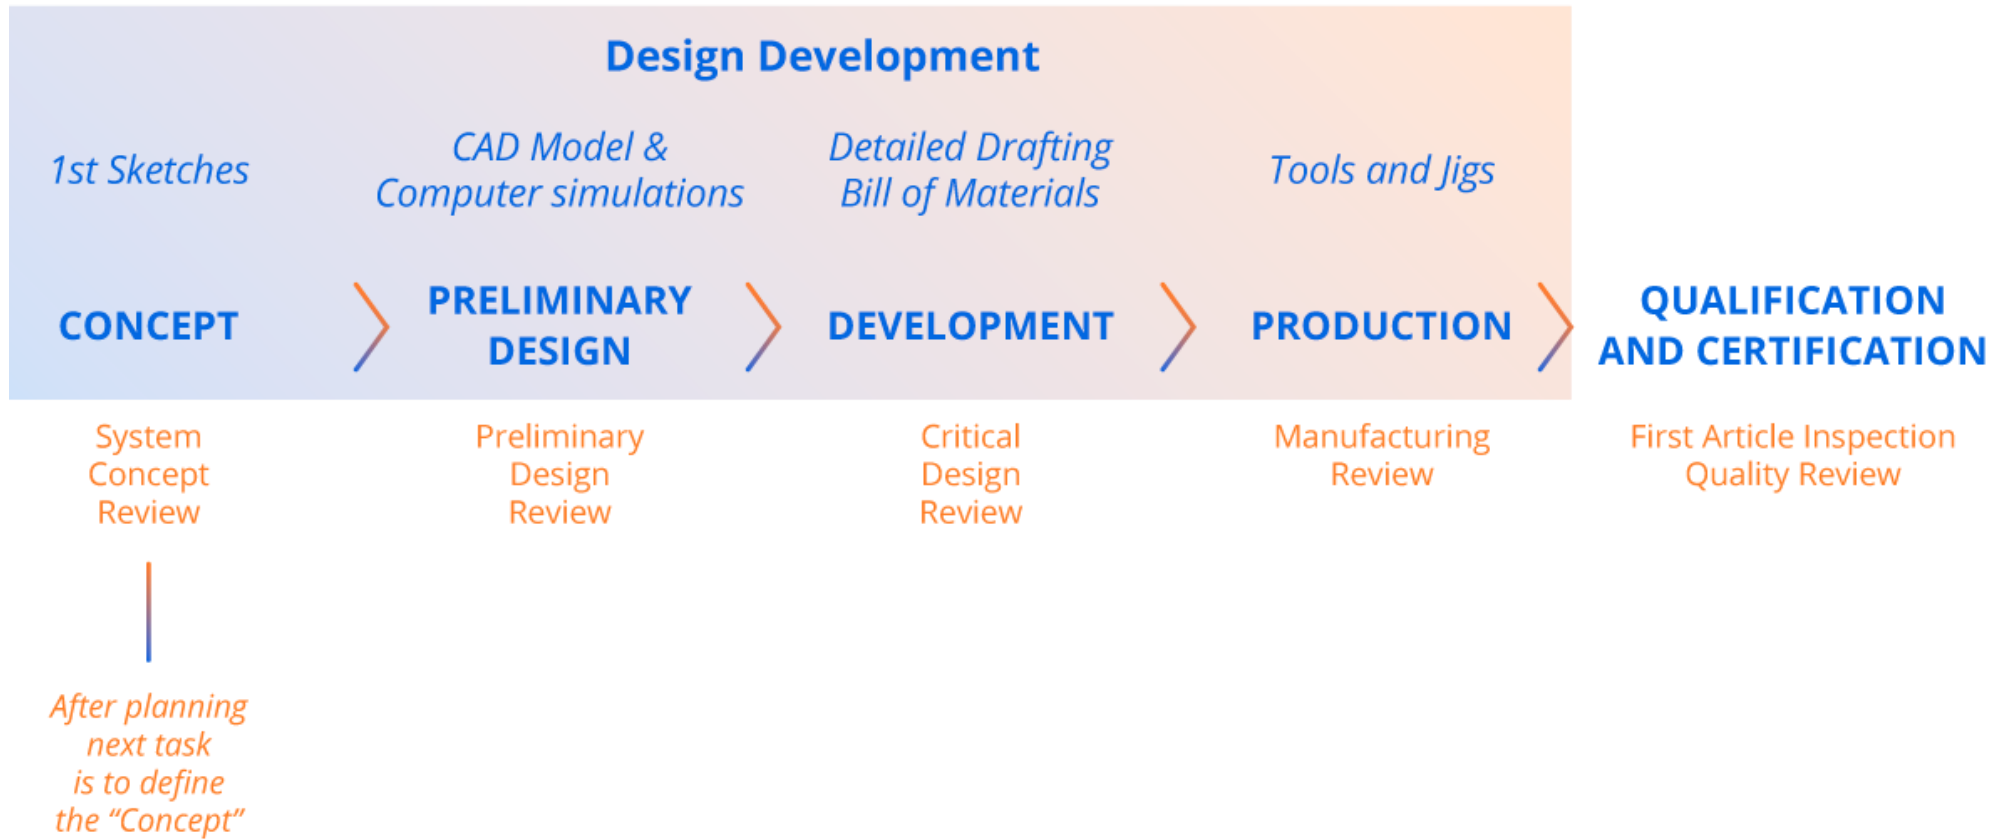 Design Development
1st Sketches
CAD Model &
Computer simulations
Detailed Drafting
Bill of Materials
Tools and Jigs
CONCEPT
PRELIMINARY
DESIGN
DEVELOPMENT
PRODUCTION
QUALIFICATION
AND CERTIFICATION
System
Concept
Review
Preliminary
Design
Review
Critical
Design
Review
Manufacturing
Review
First Article Inspection
Quality Review
After planning
next task
is to define
the “Concept”